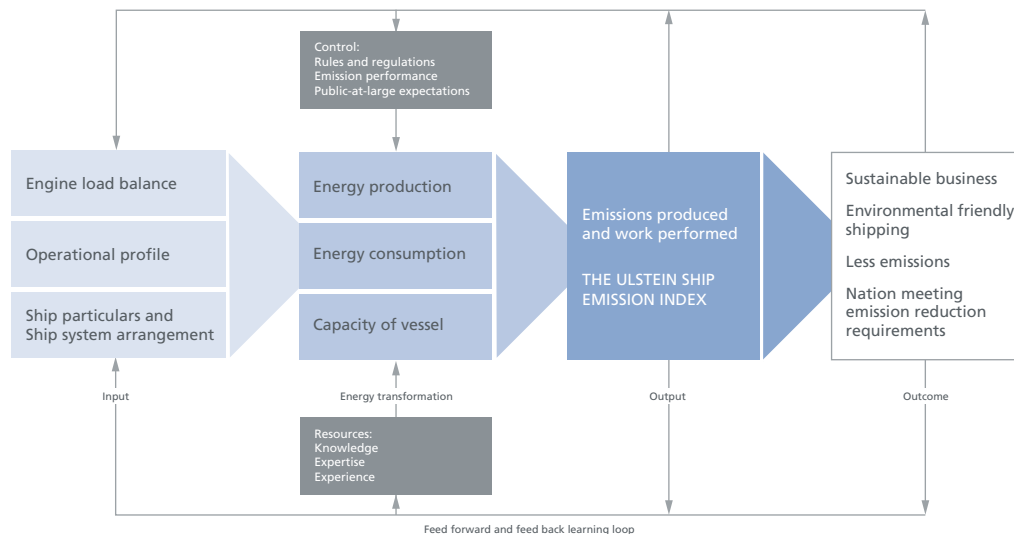 Control:
Rules and regulations
Emission performance
Public-at-large expectations
Engine load balance
Operational profile
Ship particulars and
Ship system arrangement
Energy production
Energy consumption
Capacity of vessel
Emissions produced
and work performed
THE ULSTEIN SHIP
EMISSION INDEX
Sustainable business
Environmental friendly
shipping
Less emissions
Nation meeting
emission reduction
requirements
Input
Energy transformation
Output
Outcome
Resources:
Knowledge
Expertise
Experience
Feed forward and feed back learning loop